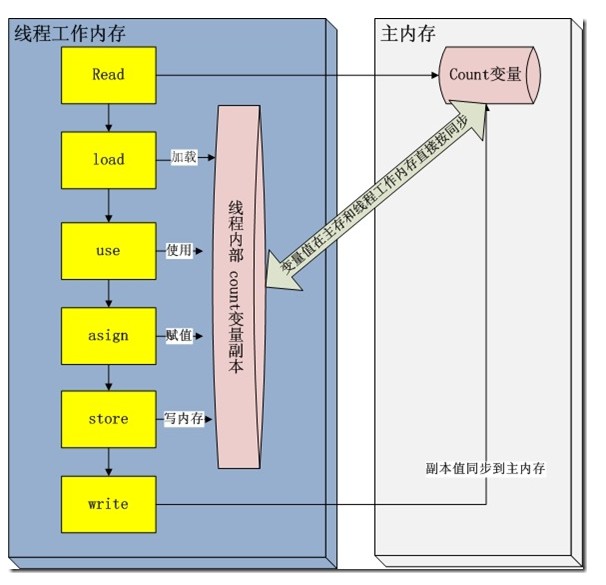 线程工作内存
主内存
Read
Count变量
load
加载
线程内部 count变量副本
变量值在主存和线程工作内存直接按同步
use
使用
asign
赋值
store
写内存
write
副本值同步到主内存